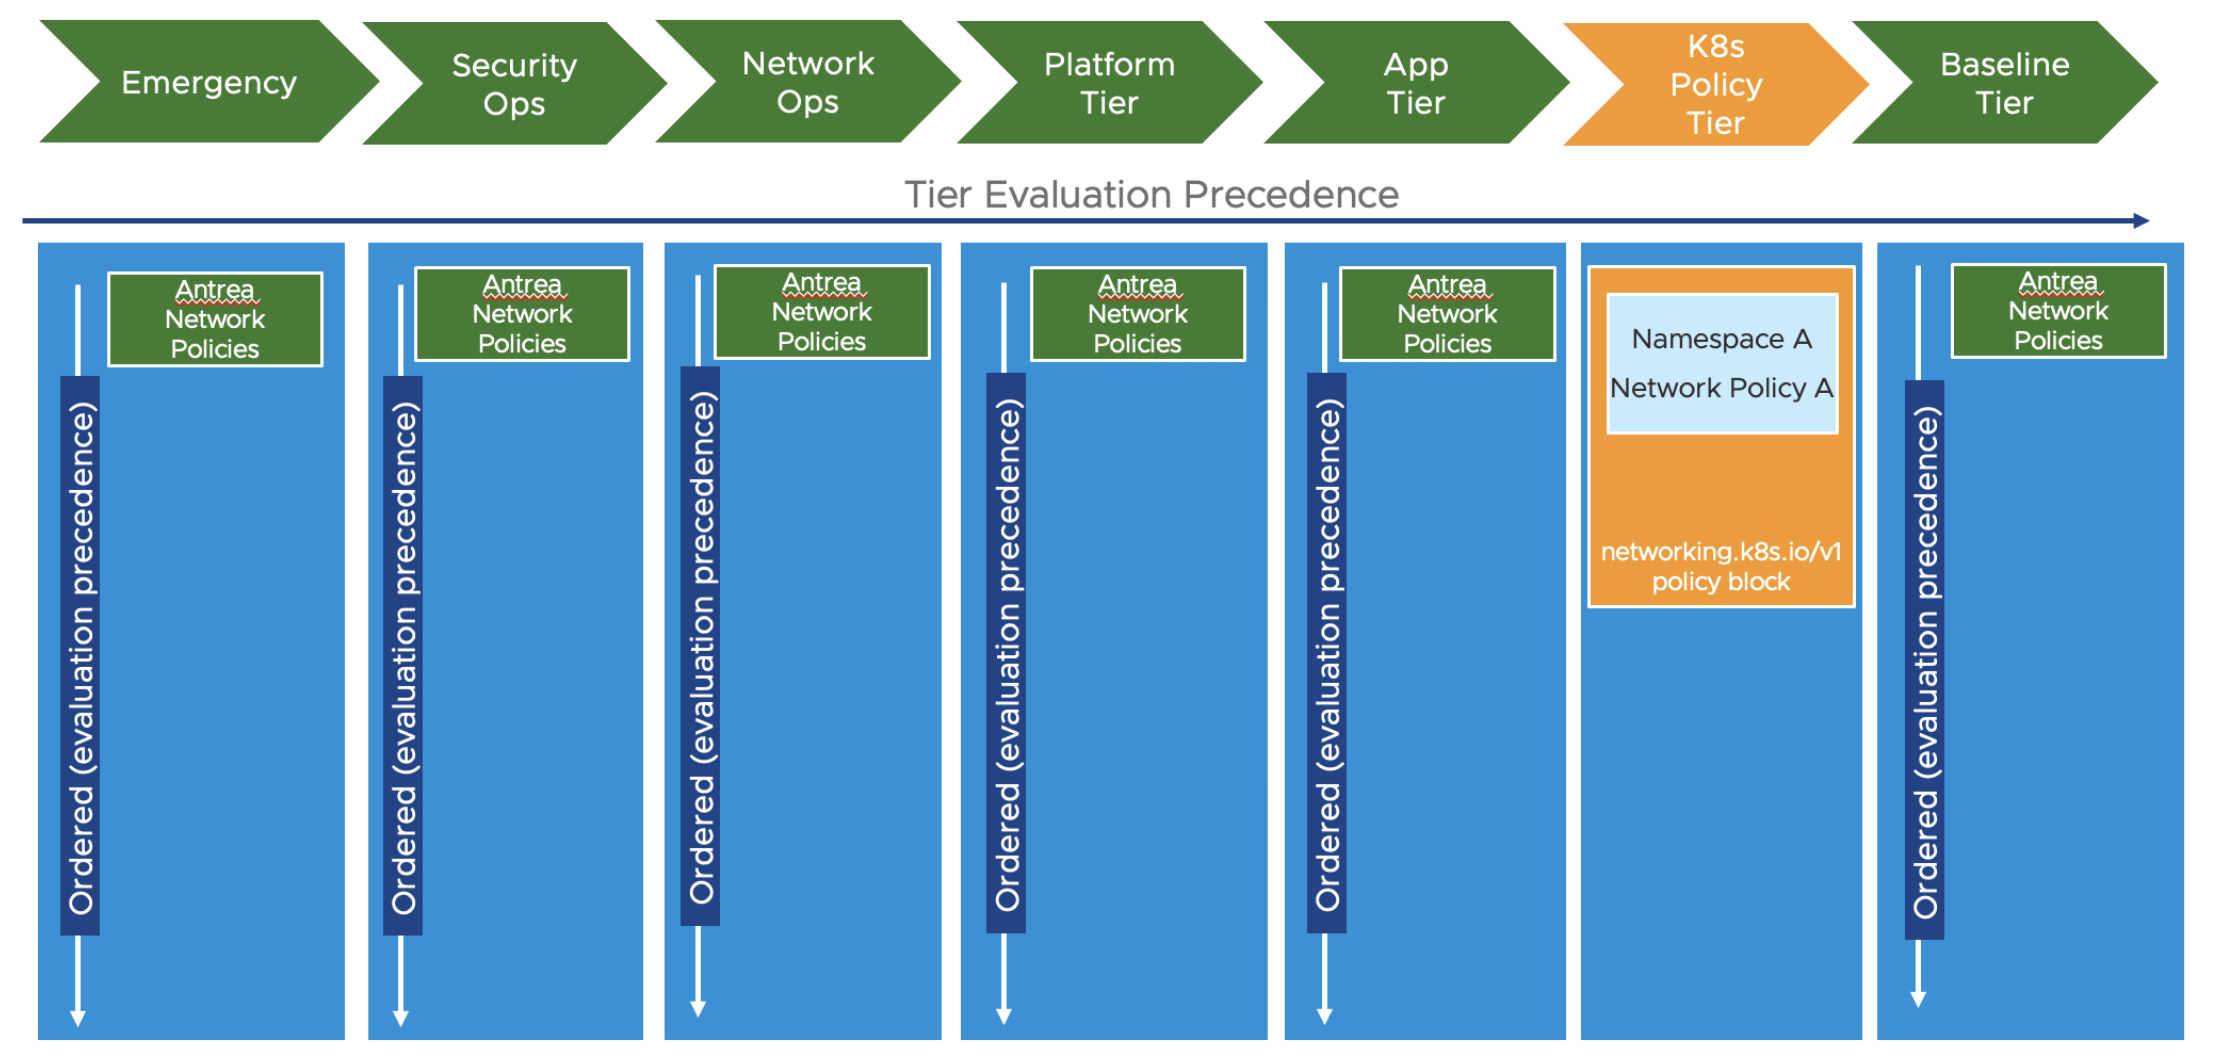 Emergency
Security
Ops
Network
Ops
Platform
Tier
App
Tier
K8s
Policy
Tier
Baseline
Tier
Tier Evaluation Precedence
Antrea
Network
Policies
Ordered (evaluation precedence)
Antrea
Network
Policies
Ordered (evaluation precedence)
Antrea
Network
Policies
Ordered (evaluation precedence)
Antrea
Network
Policies
Ordered (evaluation precedence)
Antrea
Network
Policies
Ordered (evaluation precedence)
Namespace A
Network Policy A
networking.k8s.io/v1
policy block
Antrea
Network
Policies
Ordered (evaluation precedence)